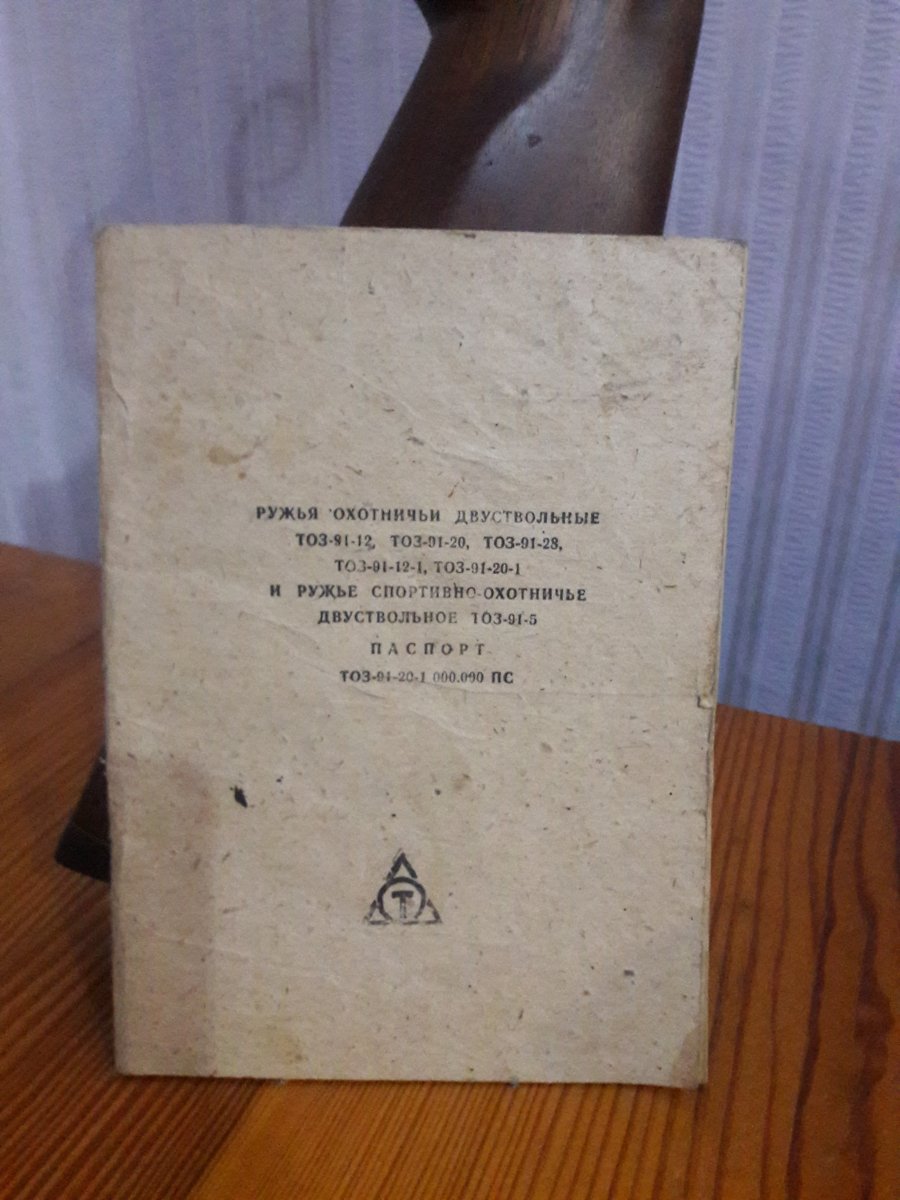 РУЖЬЯ ОХОТНИЧЬИ ДВУСТВОЛЬНЫЕ
ТОЗ-91-12, ТОЗ-91-20, ТОЗ-91-28,
ТОЗ-91-12-1, ТОЗ-91-20-1
И РУЖЬЕ СПОРТИВНО-ОХОТНИЧЬЕ
ДВУСТВОЛЬНОЕ ТОЗ-91-5
ПАСПОРТ
ТОЗ-91-20-1 000.000 ПС
Т